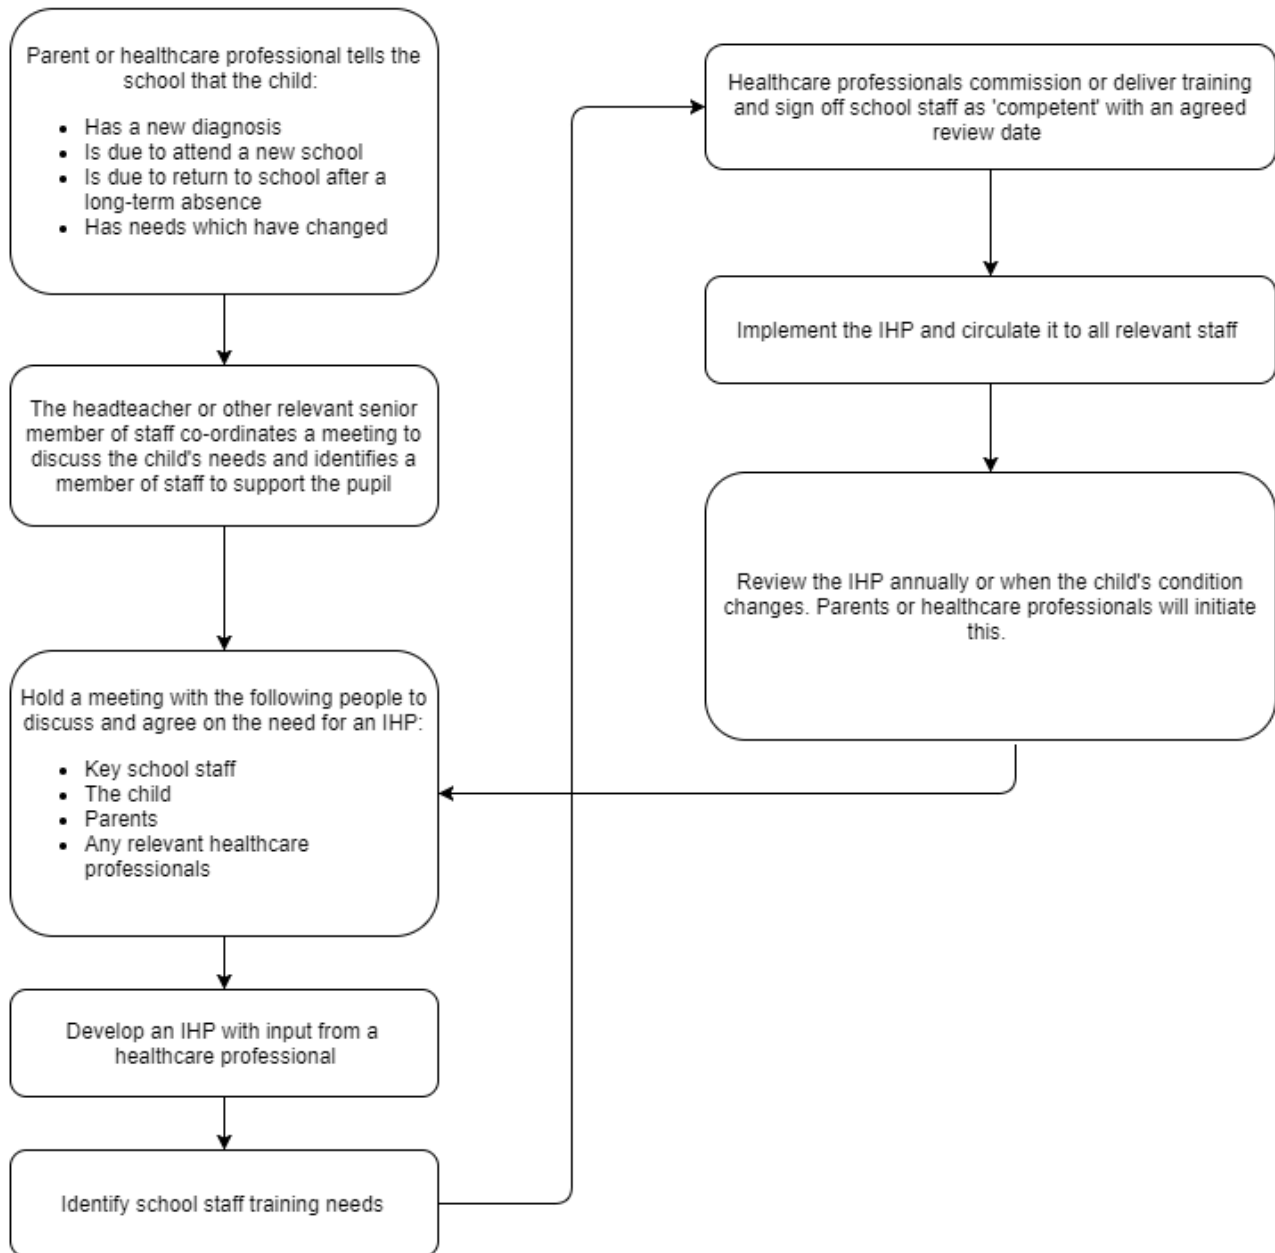 Parent or healthcare professional tells the
school that the child:
• Has a new diagnosis
• Is due to attend a new school
• Is due to return to school after a
long-term absence
• Has needs which have changed
The headteacher or other relevant senior
member of staff co-ordinates a meeting to
discuss the child's needs and identifies a
member of staff to support the pupil
Hold a meeting with the following people to
discuss and agree on the need for an IHP:
• Key school staff
• The child
• Parents
• Any relevant healthcare
professionals
Develop an IHP with input from a
healthcare professional
Identify school staff training needs
Healthcare professionals commission or deliver training
and sign off school staff as 'competent' with an agreed
review date
Implement the IHP and circulate it to all relevant staff
Review the IHP annually or when the child's condition
changes. Parents or healthcare professionals will initiate
this.